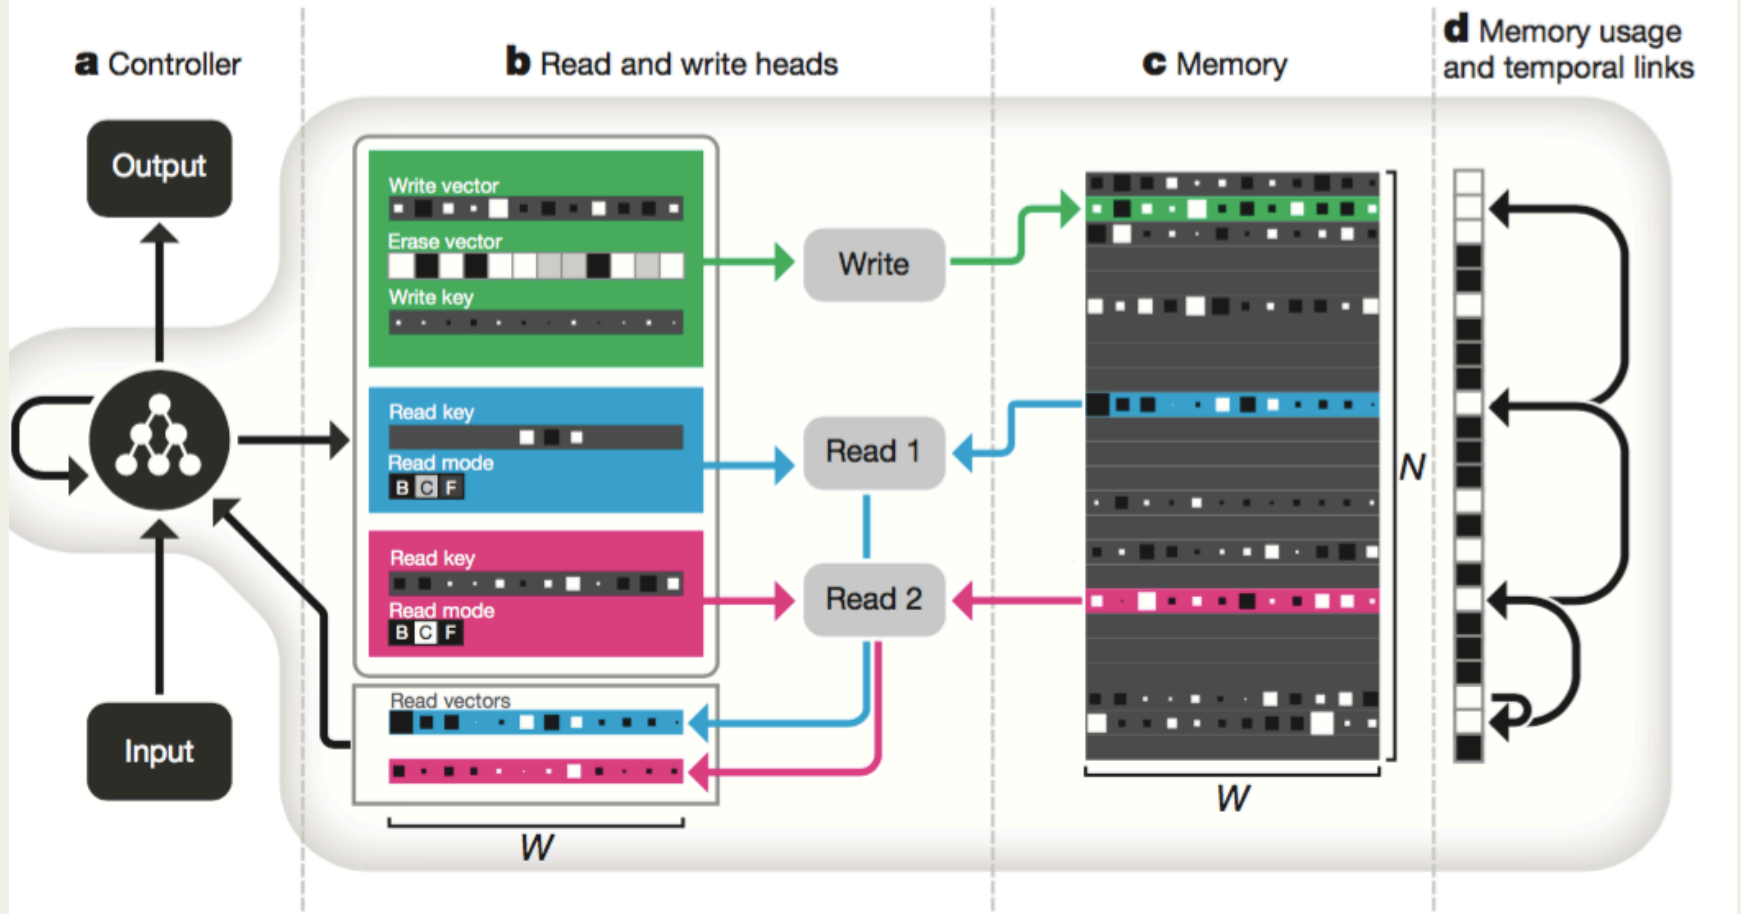 a Controller
b Read and write heads
c Memory
d Memory usage
and temporal links
Output
Input
Write vector
Erase vector
Write key
Read key
Read mode
B C F
Read key
Read mode
B C F
Read vectors
W
Write
Read 1
Read 2
N
W